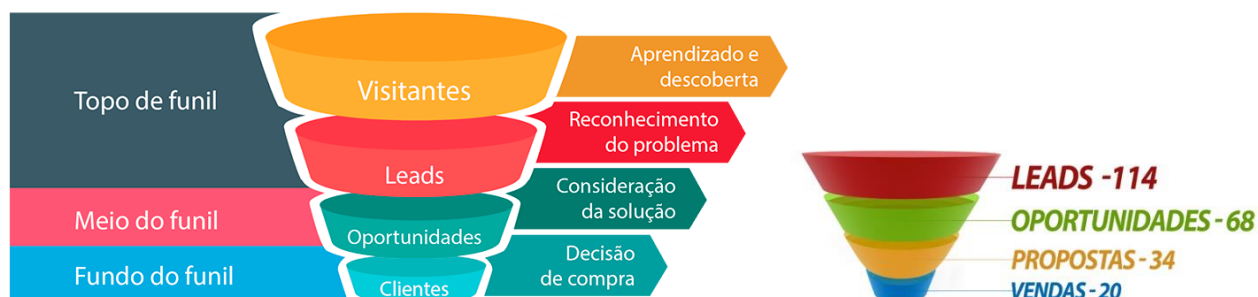 Topo de funil
Visitantes
Aprendizado e
descoberta
Leads
Reconhecimento
do problema
Meio do funil
Oportunidades
Consideração
da solução
Fundo do funil
Clientes
Decisão
de compra
LEADS -114
OPORTUNIDADES - 68
PROPOSTAS - 34
VENDAS - 20